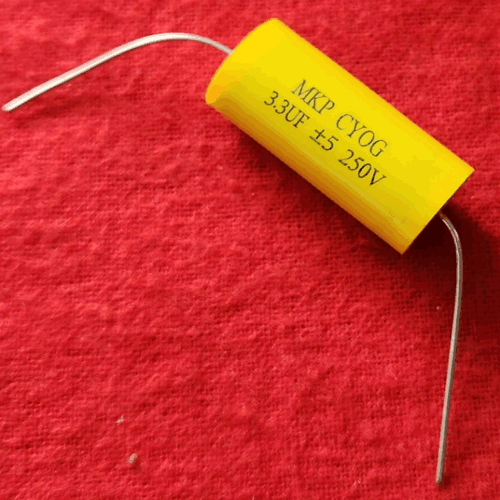 MKP CYOG
3.3UF ±5 250V